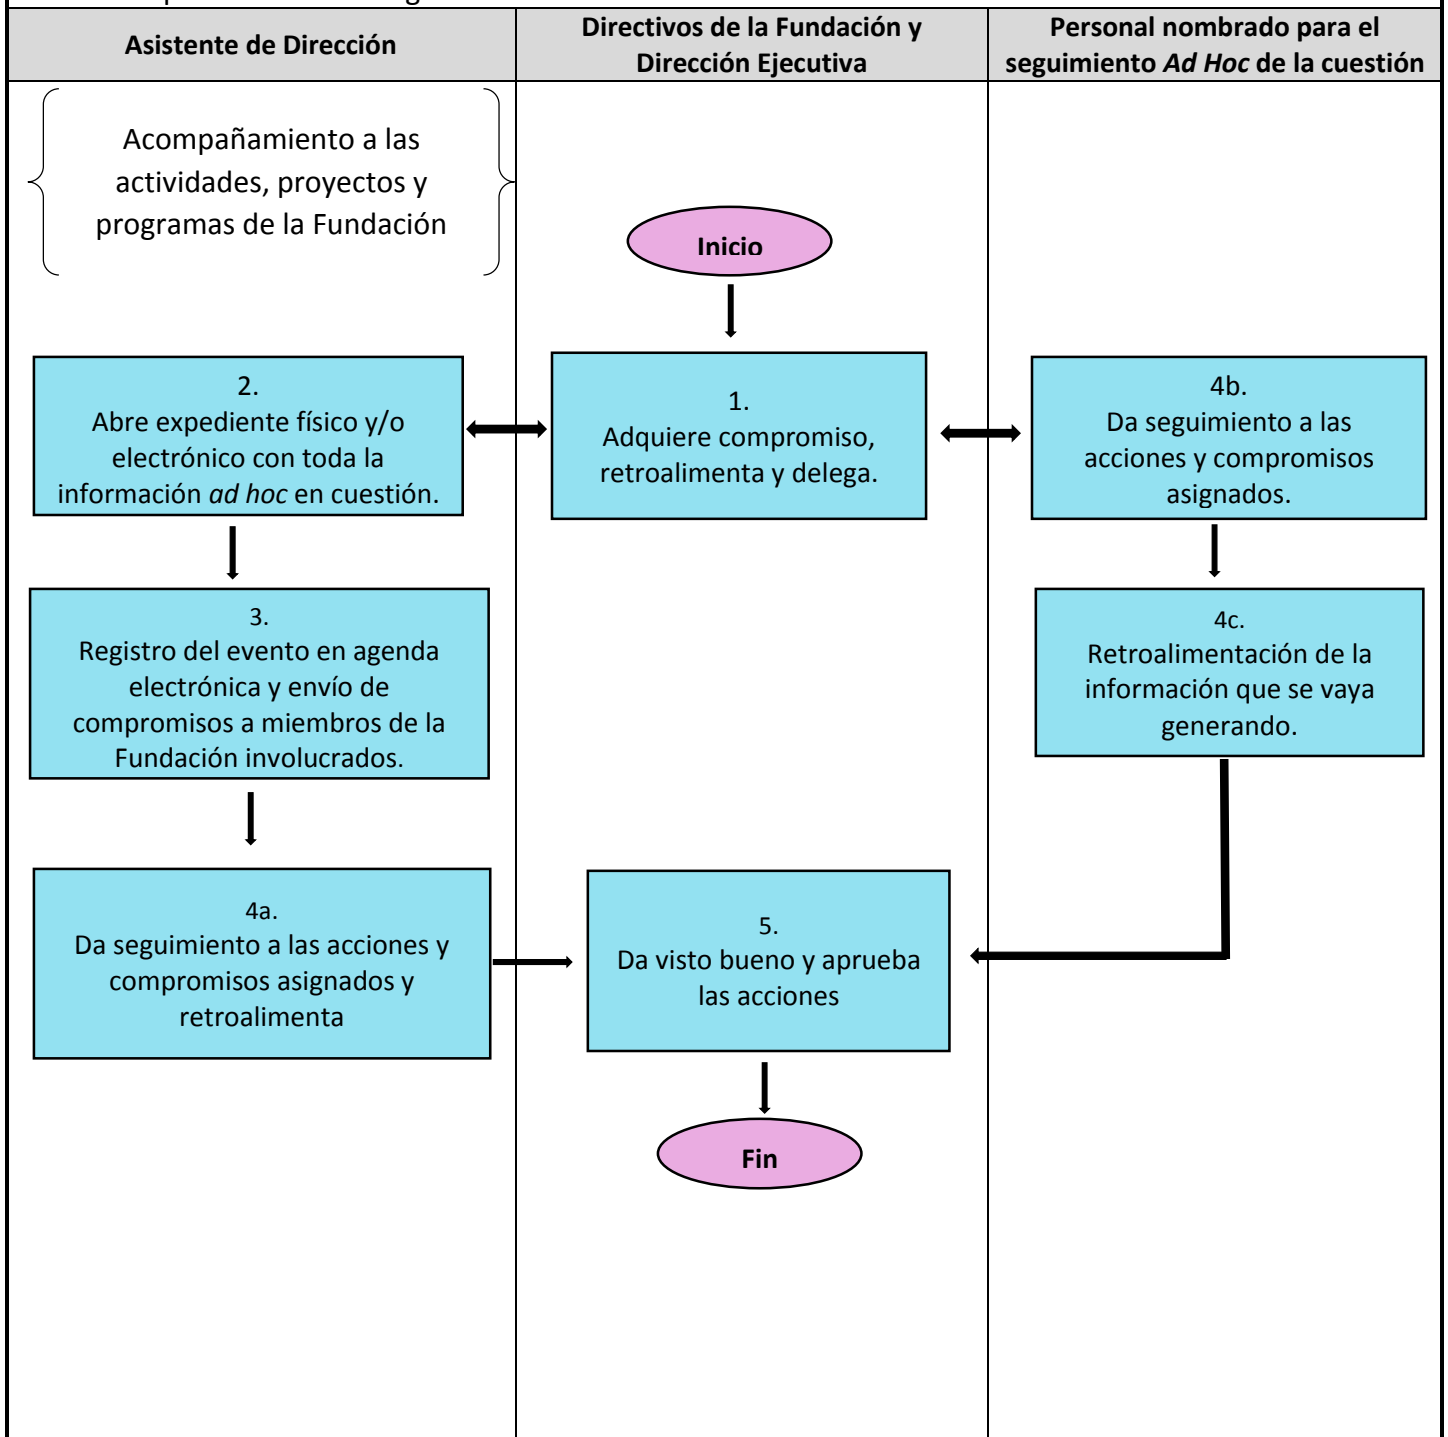 Asistente de Dirección
Directivos de la Fundación y
Dirección Ejecutiva
Personal nombrado para el
seguimiento Ad Hoc de la cuestión
Acompañamiento a las
actividades, proyectos y
programas de la Fundación
Inicio
2.
Abre expediente físico y/o
electrónico con toda la
información ad hoc en cuestión.
1.
Adquiere compromiso,
retroalimenta y delega.
4b.
Da seguimiento a las
acciones y compromisos
asignados.
3.
Registro del evento en agenda
electrónica y envío de
compromisos a miembros de la
Fundación involucrados.
4c.
Retroalimentación de la
información que se vaya
generando.
4a.
Da seguimiento a las acciones y
compromisos asignados y
retroalimenta
5.
Da visto bueno y aprueba
las acciones
Fin